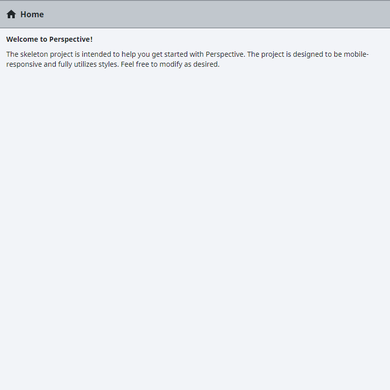 Home
Welcome to Perspective!
The skeleton project is intended to help you get started with Perspective. The project is designed to be mobile-
responsive and fully utilizes styles. Feel free to modify as desired.